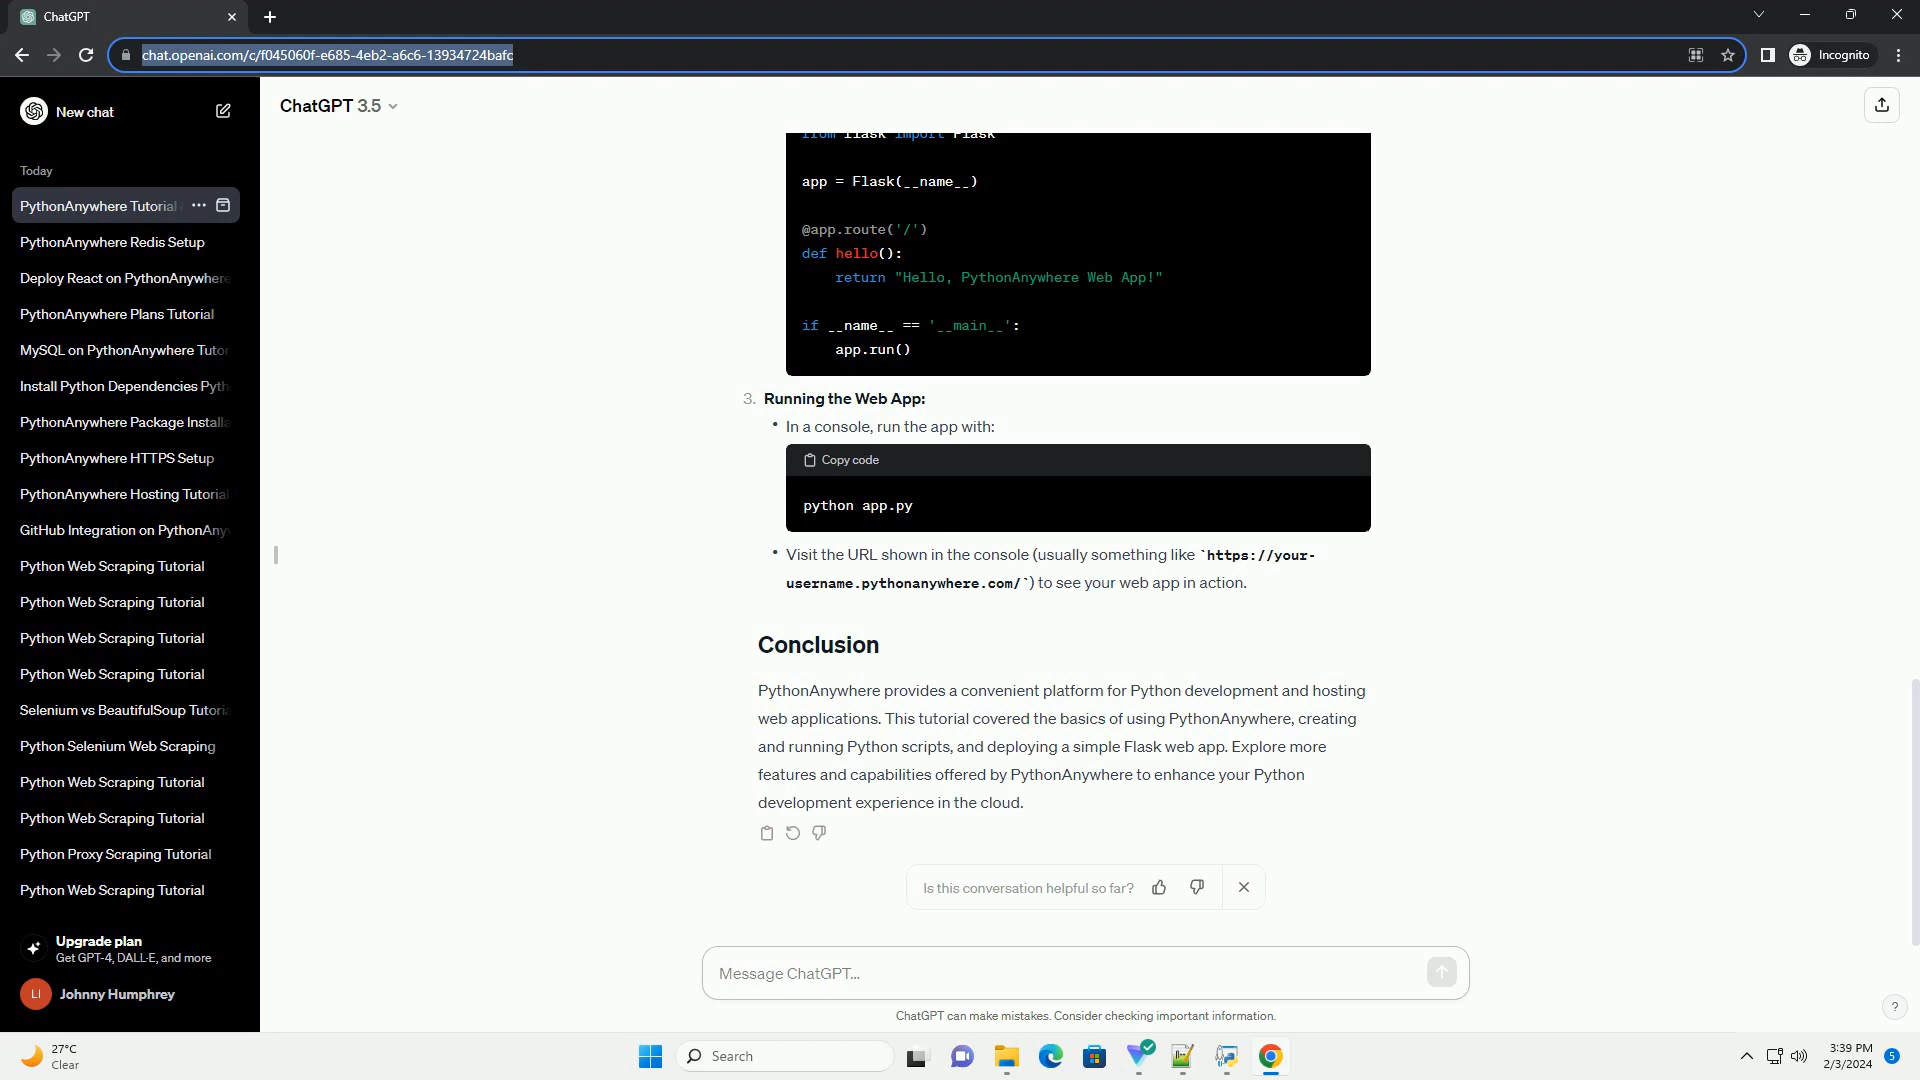 ChatGPT
chat.openai.com/c/f045060f-e685-4eb2-a6c6-13934724bafc
Incognito
New chat
Today
PythonAnywhere Tutorial
PythonAnywhere Redis Setup
Deploy React on PythonAnywhere
PythonAnywhere Plans Tutorial
MySQL on PythonAnywhere Tutor
Install Python Dependencies Pyth
PythonAnywhere Package Installa
PythonAnywhere HTTPS Setup
PythonAnywhere Hosting Tutorial
GitHub Integration on PythonAnyw
Python Web Scraping Tutorial
Python Web Scraping Tutorial
Python Web Scraping Tutorial
Python Web Scraping Tutorial
Selenium vs BeautifulSoup Tutoria
Python Selenium Web Scraping
Python Web Scraping Tutorial
Python Web Scraping Tutorial
Python Proxy Scraping Tutorial
Python Web Scraping Tutorial
Upgrade plan
Get GPT-4, DALL·E, and more
LI
Johnny Humphrey
ChatGPT 3.5
from flask import Flask
app = Flask(__name__)
@app.route('/')
def hello():
    return "Hello, PythonAnywhere Web App!"
if __name__ == '__main__':
    app.run()
3. Running the Web App:
• In a console, run the app with:
Copy code
python app.py
• Visit the URL shown in the console (usually something like `https://your-
username.pythonanywhere.com/`) to see your web app in action.
Conclusion
PythonAnywhere provides a convenient platform for Python development and hosting
web applications. This tutorial covered the basics of using PythonAnywhere, creating
and running Python scripts, and deploying a simple Flask web app. Explore more
features and capabilities offered by PythonAnywhere to enhance your Python
development experience in the cloud.
Is this conversation helpful so far?
Message ChatGPT...
ChatGPT can make mistakes. Consider checking important information.
?
27°C
Clear
Search
3:39 PM
2/3/2024
5